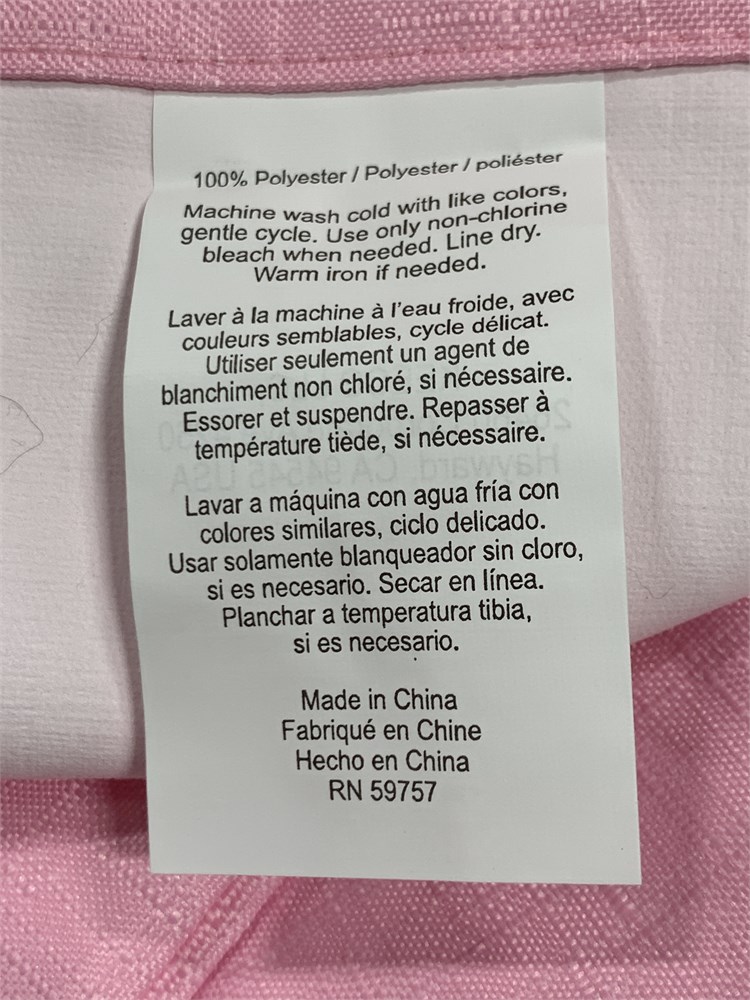 100% Polyester / Polyester / poliéster
Machine wash cold with like colors,
gentle cycle. Use only non-chlorine
bleach when needed. Line dry.
Warm iron if needed.
Laver à la machine à l'eau froide, avec
couleurs semblables, cycle délicat.
Utiliser seulement un agent de
blanchiment non chloré, si nécessaire.
Essorer et suspendre. Repasser à
température tiède, si nécessaire.
Lavar a máquina con agua fría con
colores similares, ciclo delicado.
Usar solamente blanqueador sin cloro,
si es necesario. Secar en línea.
Planchar a temperatura tibia,
si es necesario.
Made in China
Fabriqué en Chine
Hecho en China
RN 59757
Hayward, CA 94545 USA